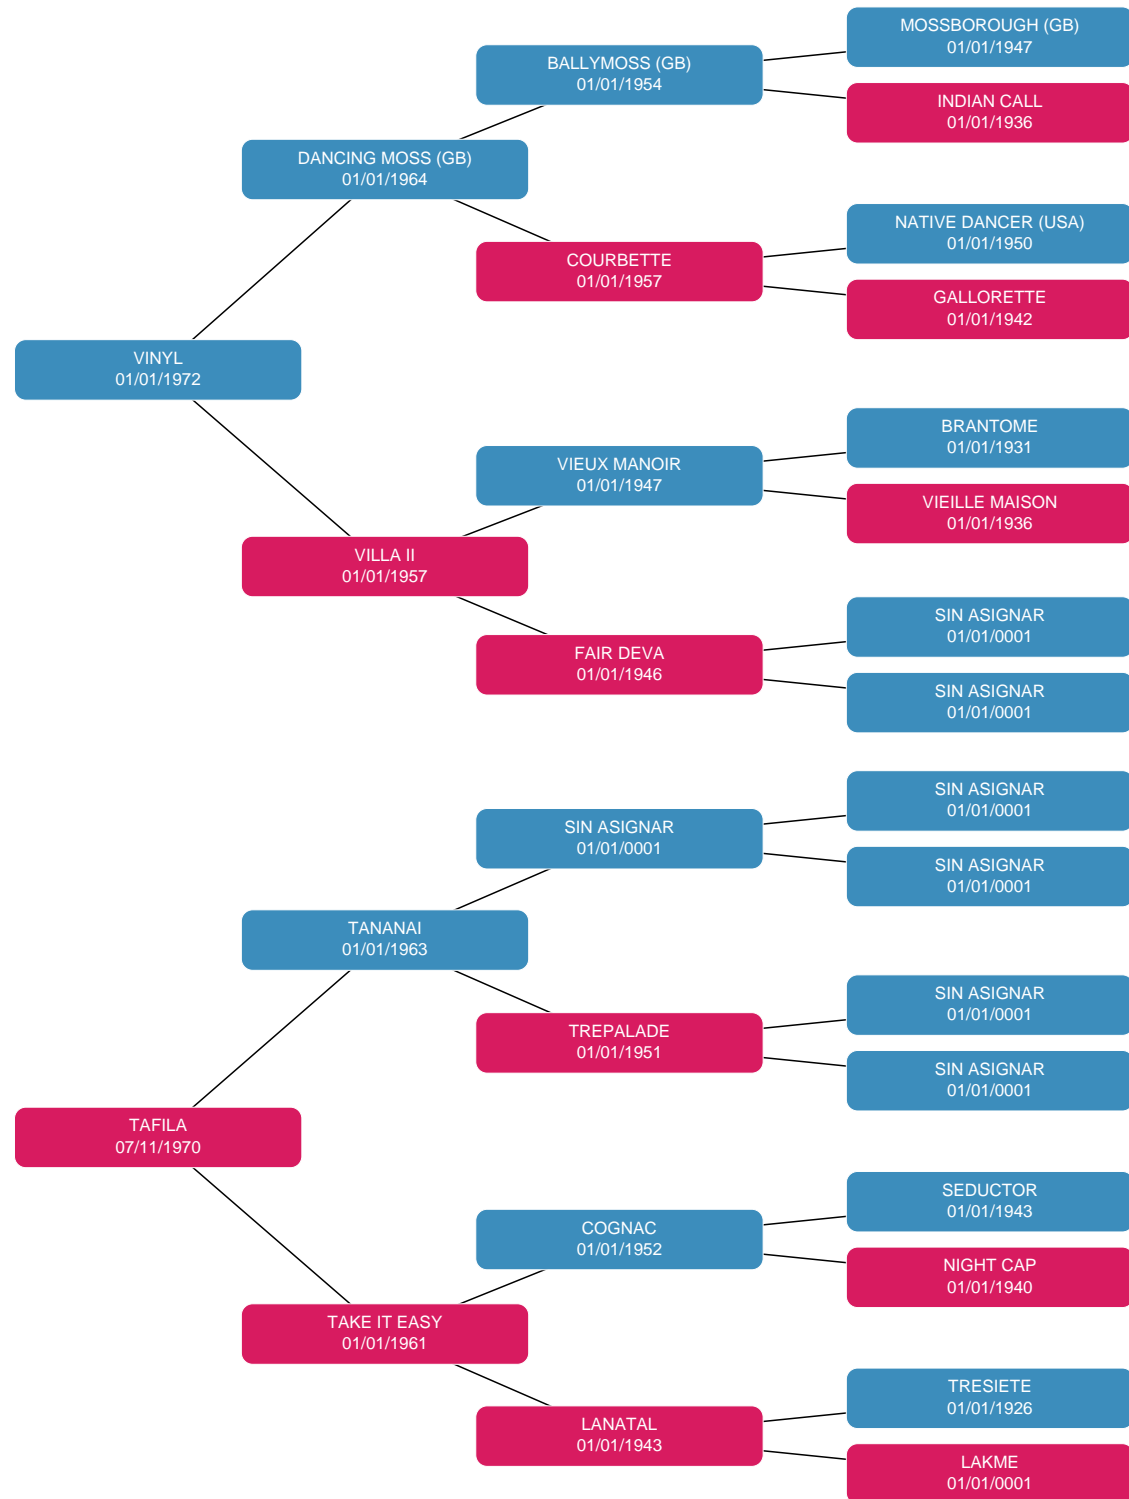 MOSSBOROUGH (GB)
01/01/1947
BALLYMOSS (GB)
01/01/1954
INDIAN CALL
01/01/1936
DANCING MOSS (GB)
01/01/1964
NATIVE DANCER (USA)
01/01/1950
COURBETTE
01/01/1957
GALLORETTE
01/01/1942
VINYL
01/01/1972
BRANTOME
01/01/1931
VIEUX MANOIR
01/01/1947
VIEILLE MAISON
01/01/1936
VILLA II
01/01/1957
SIN ASIGNAR
01/01/0001
FAIR DEVA
01/01/1946
SIN ASIGNAR
01/01/0001
SIN ASIGNAR
01/01/0001
SIN ASIGNAR
01/01/0001
SIN ASIGNAR
01/01/0001
TANANAI
01/01/1963
SIN ASIGNAR
01/01/0001
TREPALADE
01/01/1951
SIN ASIGNAR
01/01/0001
TAFILA
07/11/1970
SEDUCTOR
01/01/1943
COGNAC
01/01/1952
NIGHT CAP
01/01/1940
TAKE IT EASY
01/01/1961
TRESIETE
01/01/1926
LANATAL
01/01/1943
LAKME
01/01/0001